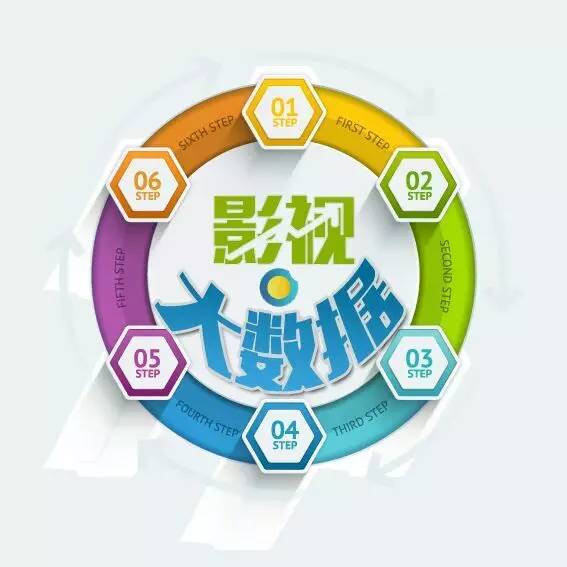 01
STEP
FIRST STEP
02
STEP
SECOND STEP
03
STEP
THIRD STEP
04
STEP
FOURTH STEP
05
STEP
FIFTH STEP
06
STEP
SIXTH STEP
影视
大数据